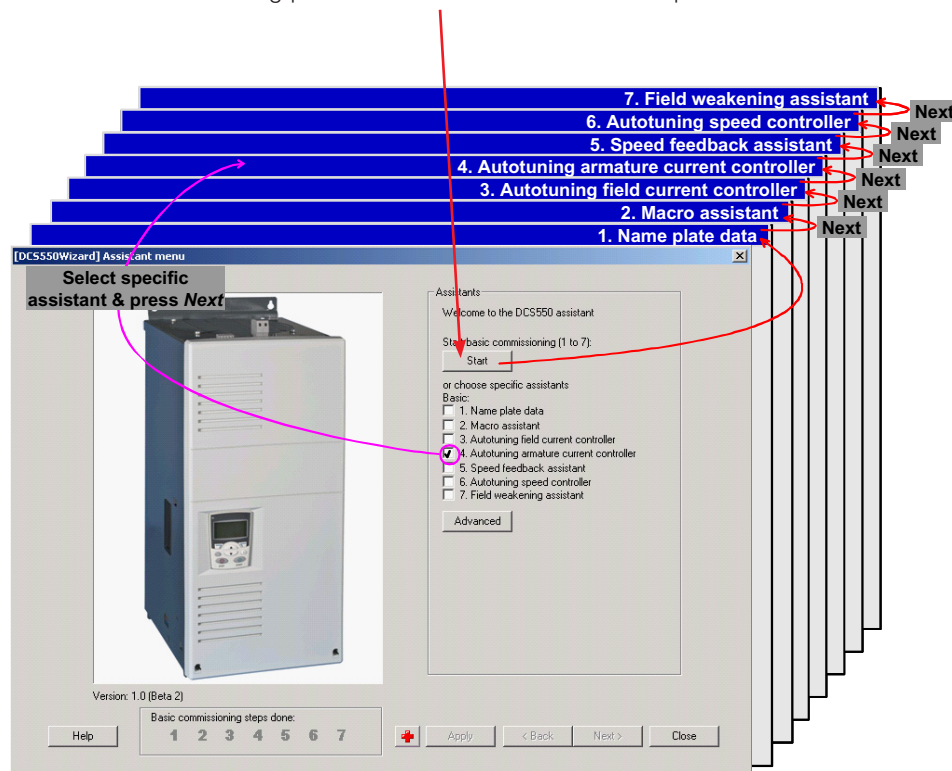 7. Field weakening assistant
Next
6. Autotuning speed controller
Next
5. Speed feedback assistant
Next
4. Autotuning armature current controller
Next
3. Autotuning field current controller
Next
2. Macro assistant
Next
1. Name plate data
[DCS550Wizard] Assistant menu
Select specific
assistant & press Next
Assistants
Welcome to the DCS550 assistant
Start basic commissioning (1 to 7):
Start
or choose specific assistants
Basic:
1. Name plate data
2. Macro assistant
3. Autotuning field current controller
4. Autotuning armature current controller
5. Speed feedback assistant
6. Autotuning speed controller
7. Field weakening assistant
Advanced
Version: 1.0 (Beta 2)
Basic commissioning steps done:
1 2 3 4 5 6 7
Help
Apply
< Back
Next >
Close